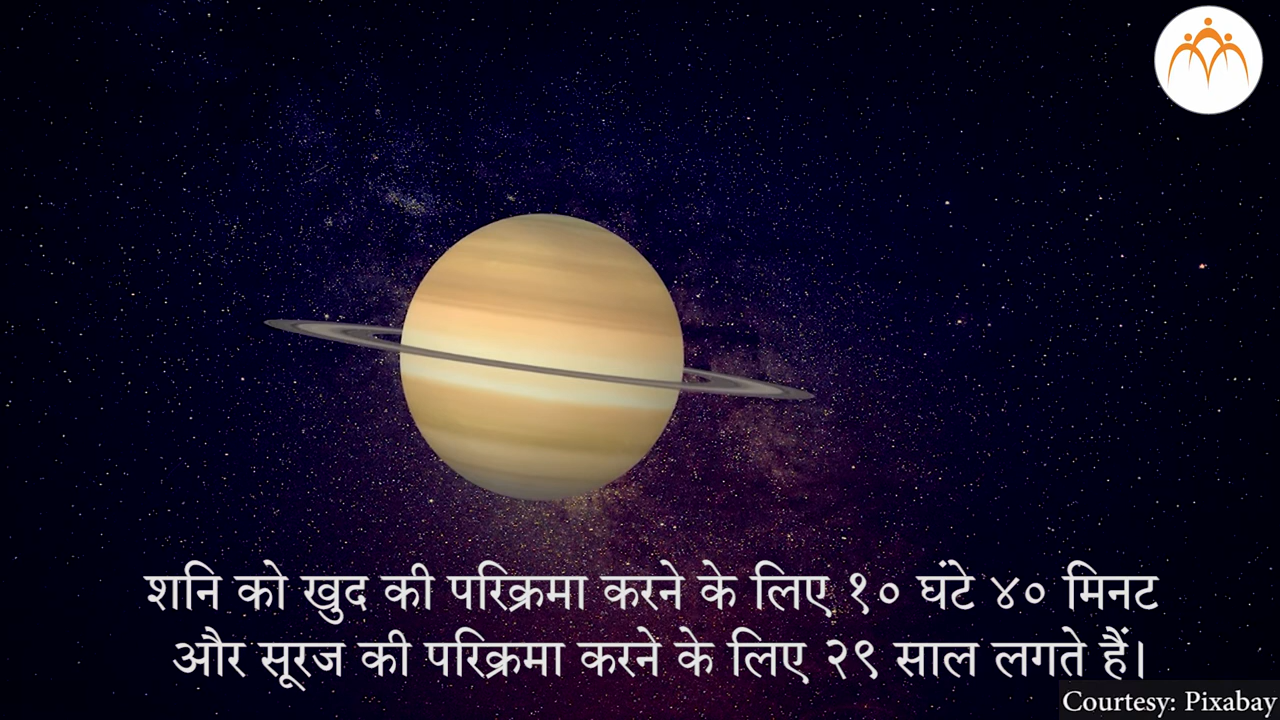 शनि को खुद की परिक्रमा करने के लिए १० घंटे ४० मिनट
और सूरज की परिक्रमा करने के लिए २९ साल लगते हैं।
Courtesy: Pixabay